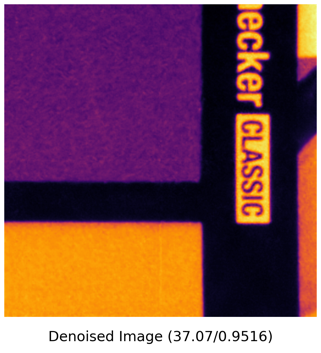 ecker
CLASSIC
Denoised Image (37.07/0.9516)